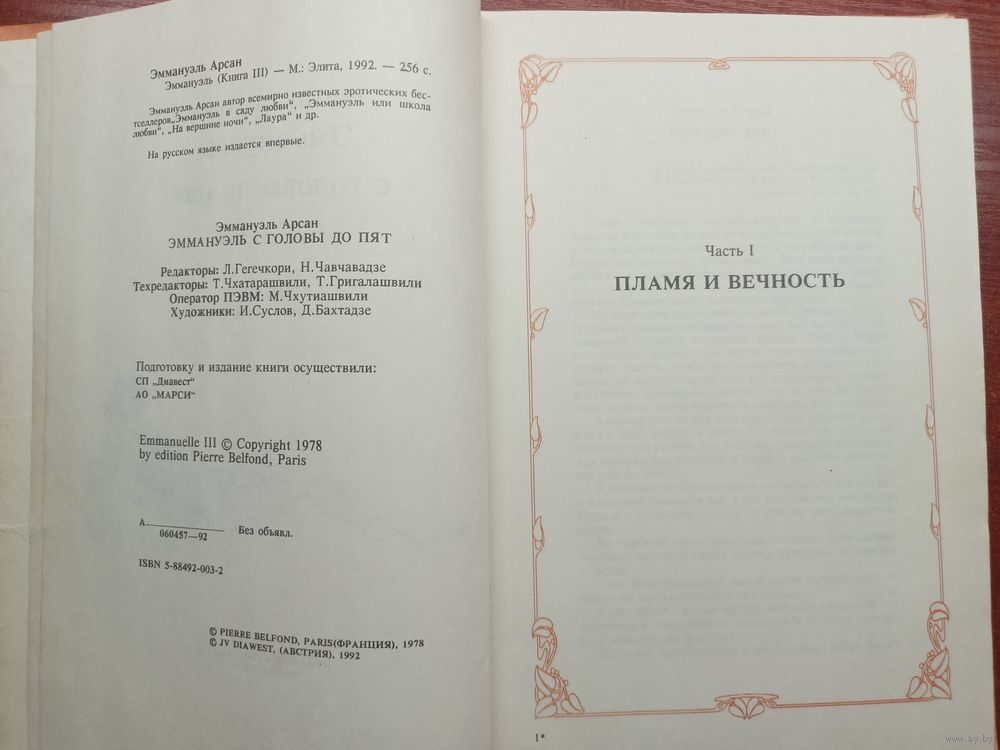 Эммануэль Арсан
Эммануэль (Книга III) — М.: Элита, 1992. — 256 с.
Эммануэль Арсан автор всемирно известных эротических бес-
тселлеров„Эммануэль в саду любви“, „Эммануэль или школа
любви“, „На вершине ночи“, „Лаура“ и др.
На русском языке издается впервые.
Эммануэль Арсан
ЭММАНУЭЛЬ С ГОЛОВЫ ДО ПЯТ
Редакторы: Л.Гегечкори, Н.Чавчавадзе
Техредакторы: Т.Чхатарашвили, Т.Григалашвили
Оператор ПЭВМ: М.Чхутиашвили
Художники: И.Суслов, Д.Бахтадзе
Подготовку и издание книги осуществили:
СП „Диавест“
АО „МАРСИ“
Emmanuelle III © Copyright 1978
by edition Pierre Belfond, Paris
А
060457—92
Без объявл.
ISBN 5-88492-003-2
© PIERRE BELFOND, PARIS(ФРАНЦИЯ), 1978
© JV DIAWEST, (АВСТРИЯ), 1992
Часть I
ПЛАМЯ И ВЕЧНОСТЬ
1*
www.ay.by